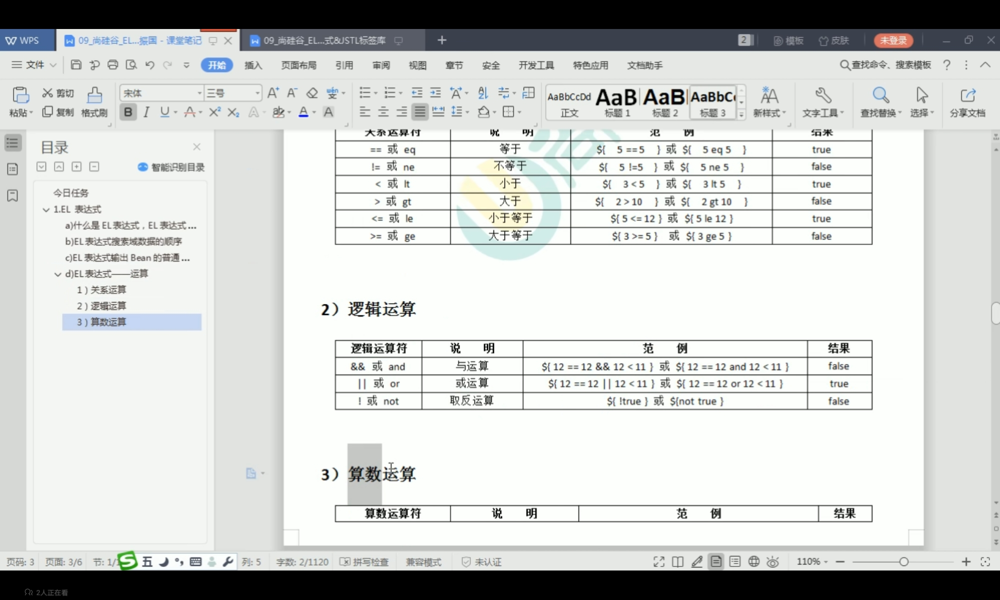 WPS 09_尚硅谷_EL...振国 - 课堂笔记 09_尚硅谷_EL...式&JSTL标签库 + 2 模板 皮肤 未登录
文件 开始 插入 页面布局 引用 审阅 视图 章节 安全 开发工具 特色应用 文档助手 查找命令、搜索模板 ?
粘贴 剪切 复制 格式刷 宋体 三号 A+ A- wén 文
B I U A X² X₂ A ab A A
AaBbCcDd 正文 AaB 标题 1 AaB 标题 2 AaBbC 标题 3 新样式 文字工具 查找替换 选择 分享文档
目录
智能识别目录
今日任务
1.EL 表达式
a)什么是 EL 表达式，EL 表达式...
b)EL 表达式搜索域数据的顺序
c)EL 表达式输出 Bean 的普通...
d)EL 表达式——运算
1）关系运算
2）逻辑运算
3）算数运算
关系运算符 说 明 范 例 结果
== 或 eq 等于 ${ 5 ==5 } 或 ${ 5 eq 5 } true
!= 或 ne 不等于 ${ 5 !=5 } 或 ${ 5 ne 5 } false
< 或 lt 小于 ${ 3 < 5 } 或 ${ 3 lt 5 } true
> 或 gt 大于 ${ 2 > 10 } 或 ${ 2 gt 10 } false
<= 或 le 小于等于 ${ 5 <= 12 } 或 ${ 5 le 12 } true
>= 或 ge 大于等于 ${ 3 >= 5 } 或 ${ 3 ge 5 } false
2）逻辑运算
逻辑运算符 说 明 范 例 结果
&& 或 and 与运算 ${ 12 == 12 && 12 < 11 } 或 ${ 12 == 12 and 12 < 11 } false
|| 或 or 或运算 ${ 12 == 12 || 12 < 11 } 或 ${ 12 == 12 or 12 < 11 } true
! 或 not 取反运算 ${ !true } 或 ${not true } false
3）算数运算
算数运算符 说 明 范 例 结果
页码: 3 页面: 3/6 节: 1/ 五 列: 5 字数: 2/1120 拼写检查 兼容模式 未认证 110%
2人正在看